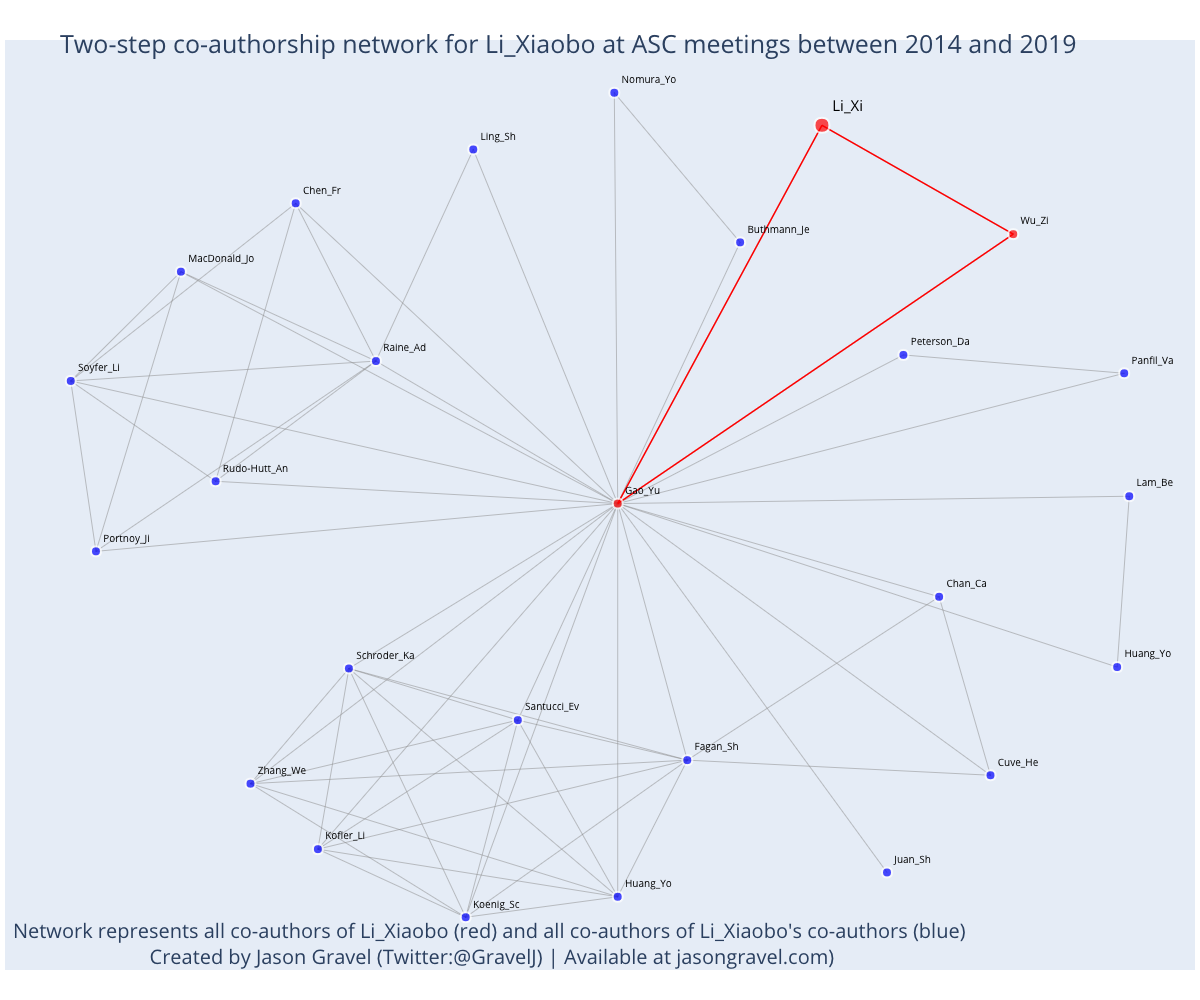 Two-step co-authorship network for Li_Xiaobo at ASC meetings between 2014 and 2019
Nomura_Yo
Li_Xi
Ling_Sh
Chen_Fr
Wu_Zi
Buthmann_Je
MacDonald_Jo
Peterson_Da
Raine_Ad
Panfil_Va
Soyfer_Li
Rudo-Hutt_An
Lam_Be
Gao_Yu
Portnoy_Ji
Chan_Ca
Huang_Yo
Schroder_Ka
Santucci_Ev
Fagan_Sh
Cuve_He
Zhang_We
Kofler_Li
Juan_Sh
Huang_Yo
Koenig_Sc
Network represents all co-authors of Li_Xiaobo (red) and all co-authors of Li_Xiaobo's co-authors (blue)
Created by Jason Gravel (Twitter:@GravelJ) | Available at jasongravel.com)